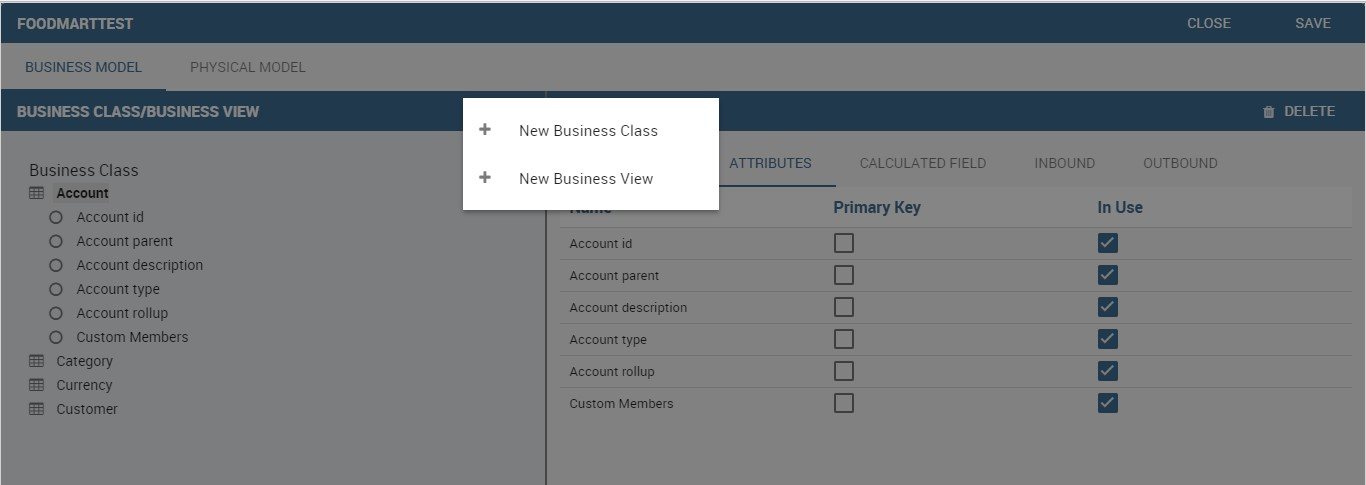 FOODMARTTEST CLOSE SAVE
BUSINESS MODEL PHYSICAL MODEL
BUSINESS CLASS/BUSINESS VIEW DELETE
New Business Class
New Business View
Business Class
Account
Account id
Account parent
Account description
Account type
Account rollup
Custom Members
Category
Currency
Customer
ATTRIBUTES CALCULATED FIELD INBOUND OUTBOUND
Name Primary Key In Use
Account id
Account parent
Account description
Account type
Account rollup
Custom Members